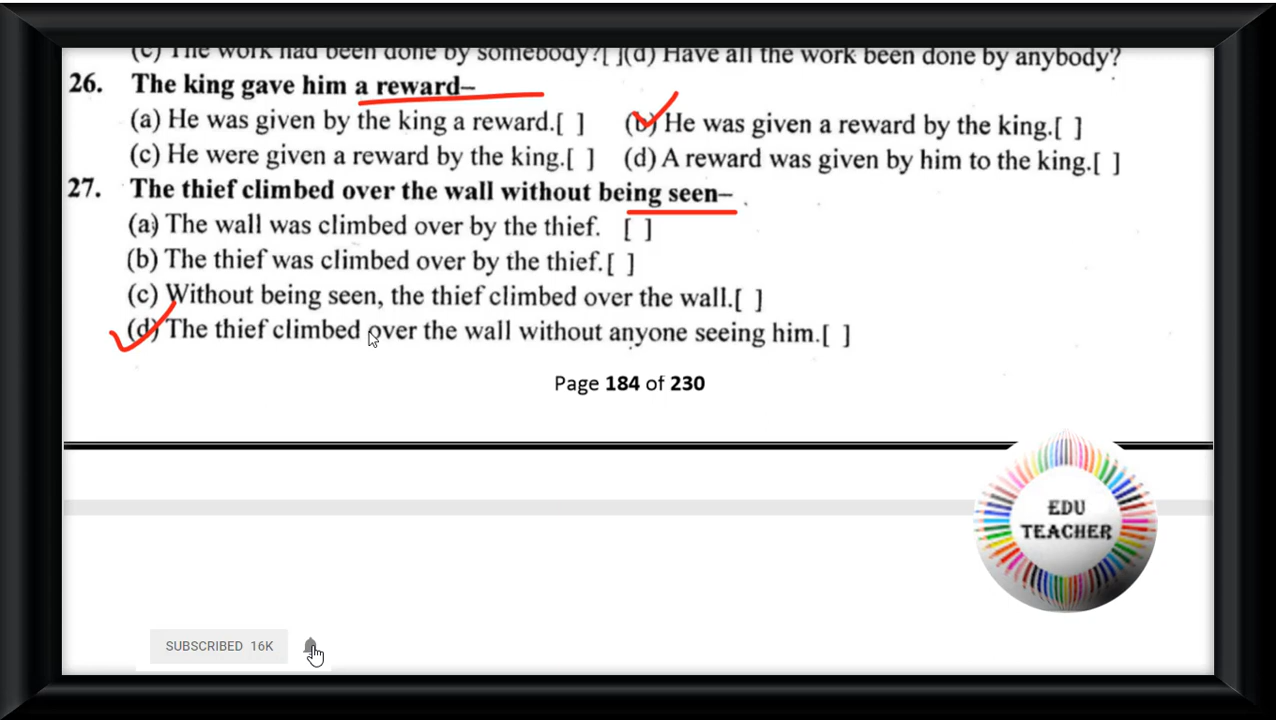 (c) The work had been done by somebody?[ ](d) Have all the work been done by anybody?
26. The king gave him a reward–
(a) He was given by the king a reward.[ ] (b) He was given a reward by the king.[ ]
(c) He were given a reward by the king.[ ] (d) A reward was given by him to the king.[ ]
27. The thief climbed over the wall without being seen–
(a) The wall was climbed over by the thief. [ ]
(b) The thief was climbed over by the thief.[ ]
(c) Without being seen, the thief climbed over the wall.[ ]
(d) The thief climbed over the wall without anyone seeing him.[ ]
Page 184 of 230
EDU
TEACHER
SUBSCRIBED 16K